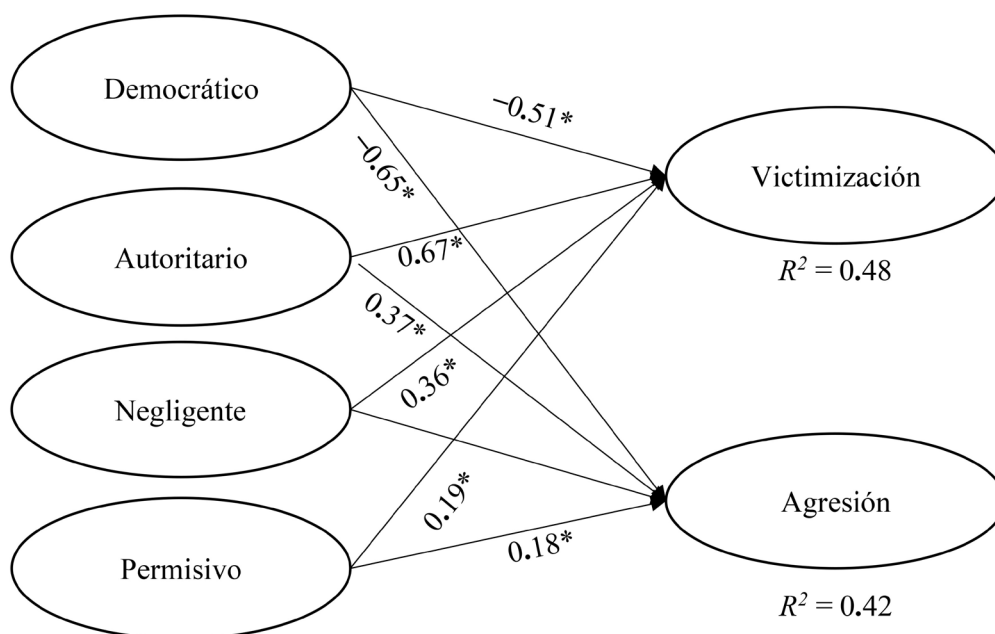 Democrático
−0.51*
−0.65*
Victimización
Autoritario
0.67*
R² = 0.48
0.37*
0.36*
Negligente
0.19*
Agresión
0.18*
Permisivo
R² = 0.42